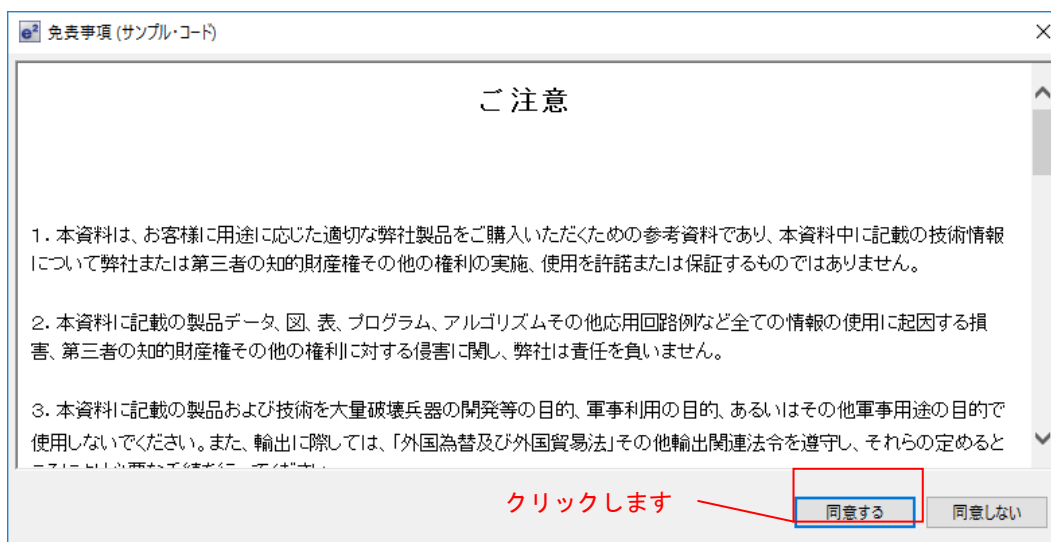 e² 免責事項 (サンプル・コード)
ご注意
1. 本資料は、お客様に用途に応じた適切な弊社製品をご購入いただくための参考資料であり、本資料中に記載の技術情報
について弊社または第三者の知的財産権その他の権利の実施、使用を許諾または保証するものではありません。
2. 本資料に記載の製品データ、図、表、プログラム、アルゴリズムその他応用回路例など全ての情報の使用に起因する損
害、第三者の知的財産権その他の権利に対する侵害に関し、弊社は責任を負いません。
3. 本資料に記載の製品および技術を大量破壊兵器の開発等の目的、軍事利用の目的、あるいはその他軍事用途の目的で
使用しないでください。また、輸出に際しては、「外国為替及び外国貿易法」その他輸出関連法令を遵守し、それらの定めると
クリックします
同意する
同意しない